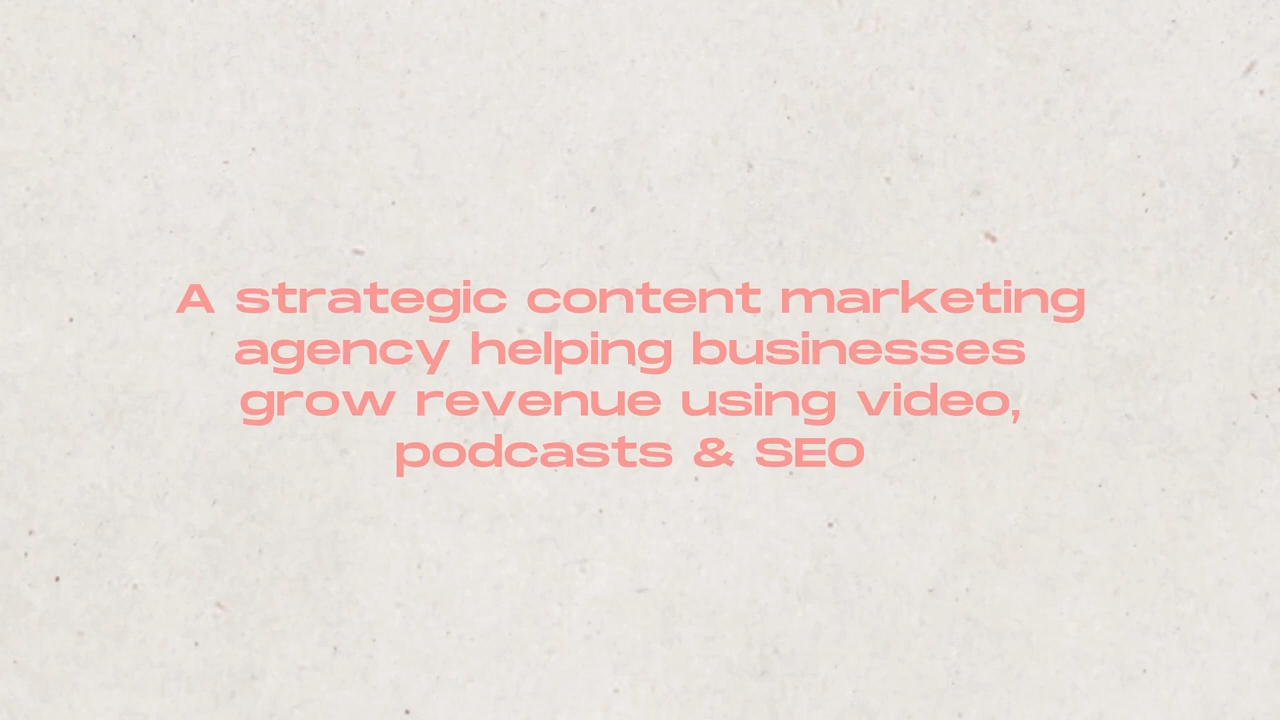 A strategic content marketing
agency helping businesses
grow revenue using video,
podcasts & SEO